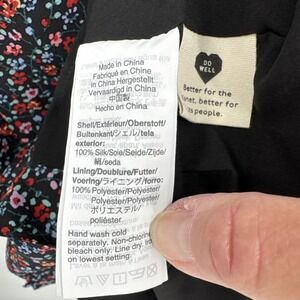 Made in China
Fabriqué en China
In China Hergestellt
Vervaardigd in China
中国製
Hecho en China
Shell/Extérieur/Oberstoff/
Buitenkant/シェル/tela
exterior:
100% Silk/Soie/Seide/Zijde/
絹/seda
Lining/Doublure/Futter/
Voering/ライニング/forro:
100% Polyester/Polyester/
Polyester/Polyester/
ポリエステル/
poliéster
Hand wash cold
separately. Non-chlorine
bleach only. Line dry. Iron
on lowest setting.
DO
WELL
Better for the
planet, better for
its people.